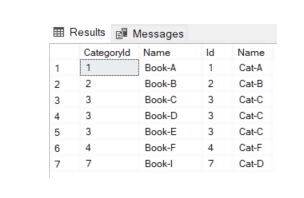 Results Messages
CategoryId Name Id Name
1 1 Book-A 1 Cat-A
2 2 Book-B 2 Cat-B
3 3 Book-C 3 Cat-C
4 3 Book-D 3 Cat-C
5 3 Book-E 3 Cat-C
6 4 Book-F 4 Cat-F
7 7 Book-I 7 Cat-D